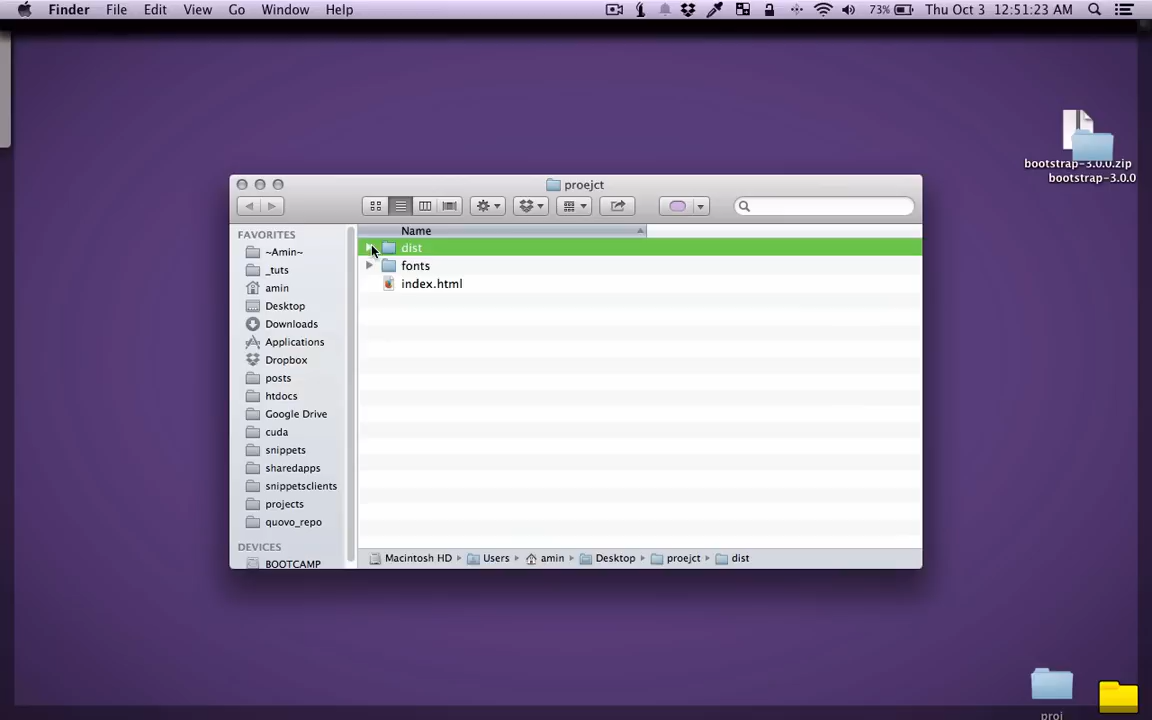 Finder File Edit View Go Window Help 73% Thu Oct 3 12:51:23 AM
bootstrap-3.0.0.zip
bootstrap-3.0.0
proejct
FAVORITES
~Amin~
_tuts
amin
Desktop
Downloads
Applications
Dropbox
posts
htdocs
Google Drive
cuda
snippets
sharedapps
snippetsclients
projects
quovo_repo
DEVICES
BOOTCAMP
Name
dist
fonts
index.html
Macintosh HD Users amin Desktop proejct dist
proj